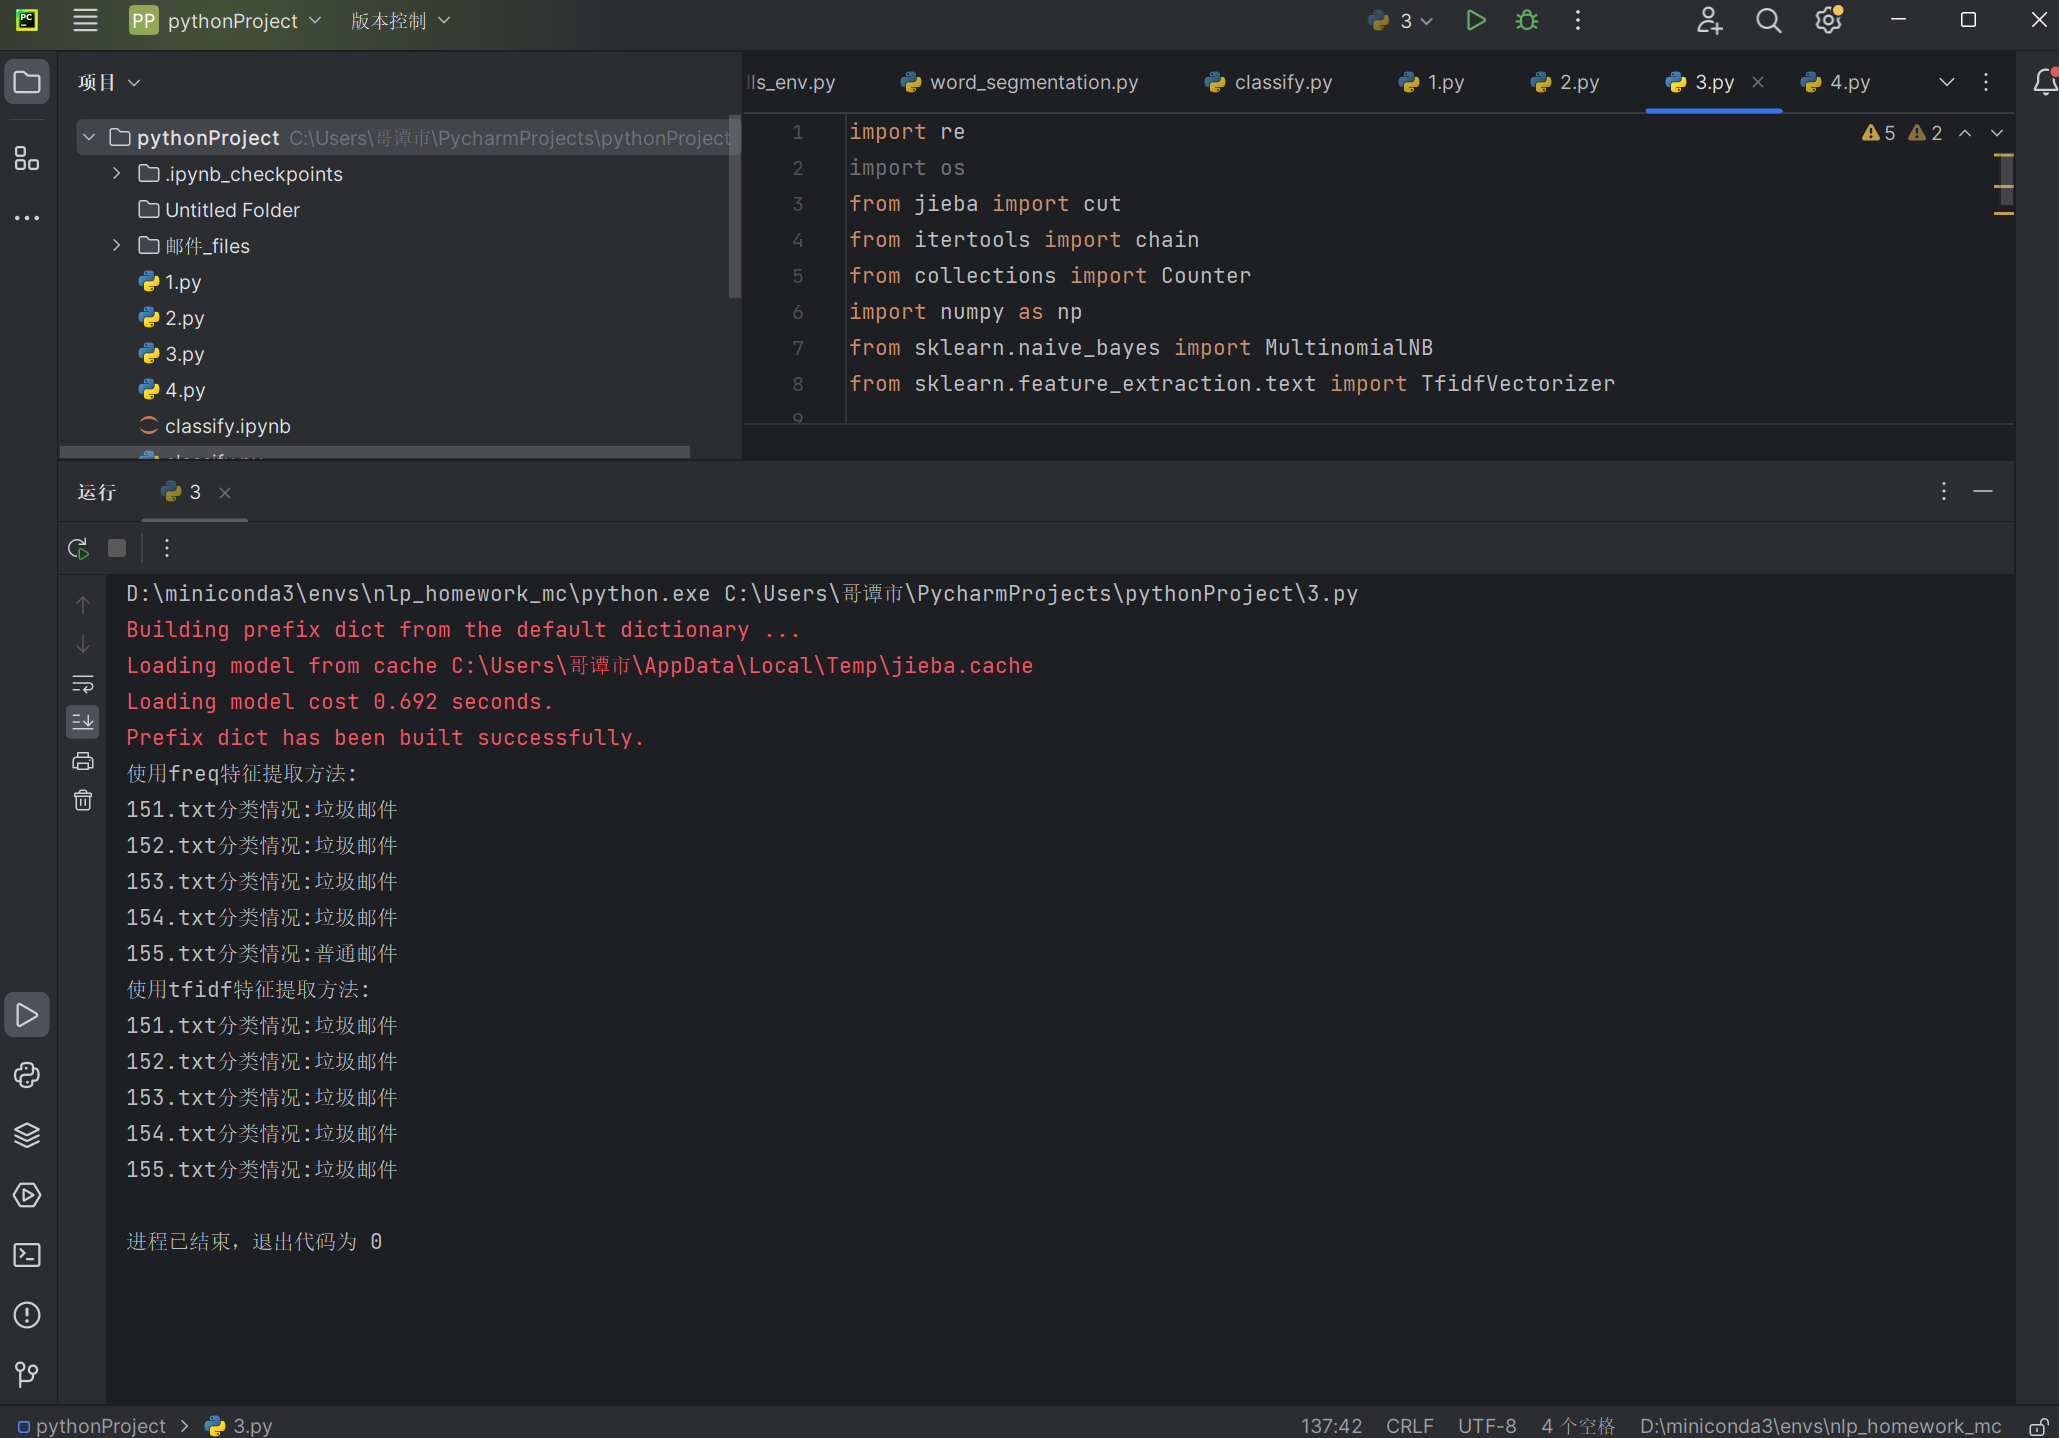 PC
PP pythonProject 版本控制 3
项目
ls_env.py word_segmentation.py classify.py 1.py 2.py 3.py 4.py
pythonProject C:\Users\哥谭市\PycharmProjects\pythonProject
.ipynb_checkpoints
Untitled Folder
邮件_files
1.py
2.py
3.py
4.py
classify.ipynb
1 import re
5 2
2 import os
3 from jieba import cut
4 from itertools import chain
5 from collections import Counter
6 import numpy as np
7 from sklearn.naive_bayes import MultinomialNB
8 from sklearn.feature_extraction.text import TfidfVectorizer
9
运行 3
D:\miniconda3\envs\nlp_homework_mc\python.exe C:\Users\哥谭市\PycharmProjects\pythonProject\3.py
Building prefix dict from the default dictionary ...
Loading model from cache C:\Users\哥谭市\AppData\Local\Temp\jieba.cache
Loading model cost 0.692 seconds.
Prefix dict has been built successfully.
使用freq特征提取方法:
151.txt分类情况:垃圾邮件
152.txt分类情况:垃圾邮件
153.txt分类情况:垃圾邮件
154.txt分类情况:垃圾邮件
155.txt分类情况:普通邮件
使用tfidf特征提取方法:
151.txt分类情况:垃圾邮件
152.txt分类情况:垃圾邮件
153.txt分类情况:垃圾邮件
154.txt分类情况:垃圾邮件
155.txt分类情况:垃圾邮件
进程已结束，退出代码为 0
pythonProject 3.py 137:42 CRLF UTF-8 4 个空格 D:\miniconda3\envs\nlp_homework_mc